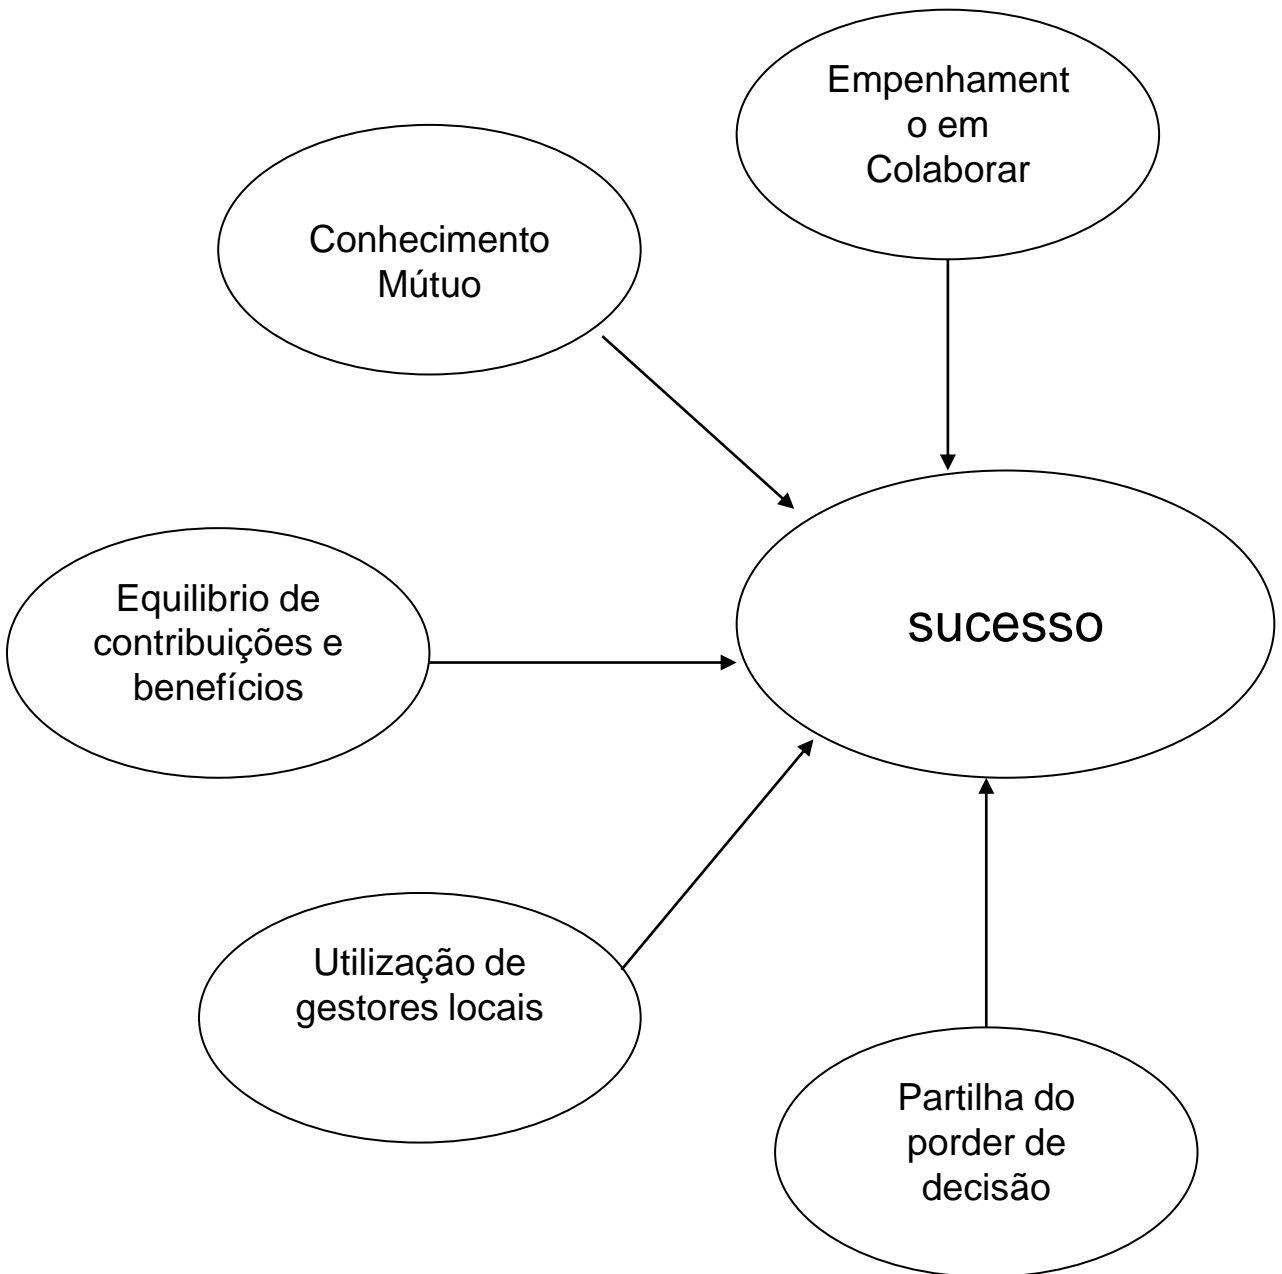 Empenhament
o em
Colaborar
Conhecimento
Mútuo
Equilibrio de
contribuições e
benefícios
sucesso
Utilização de
gestores locais
Partilha do
porder de
decisão